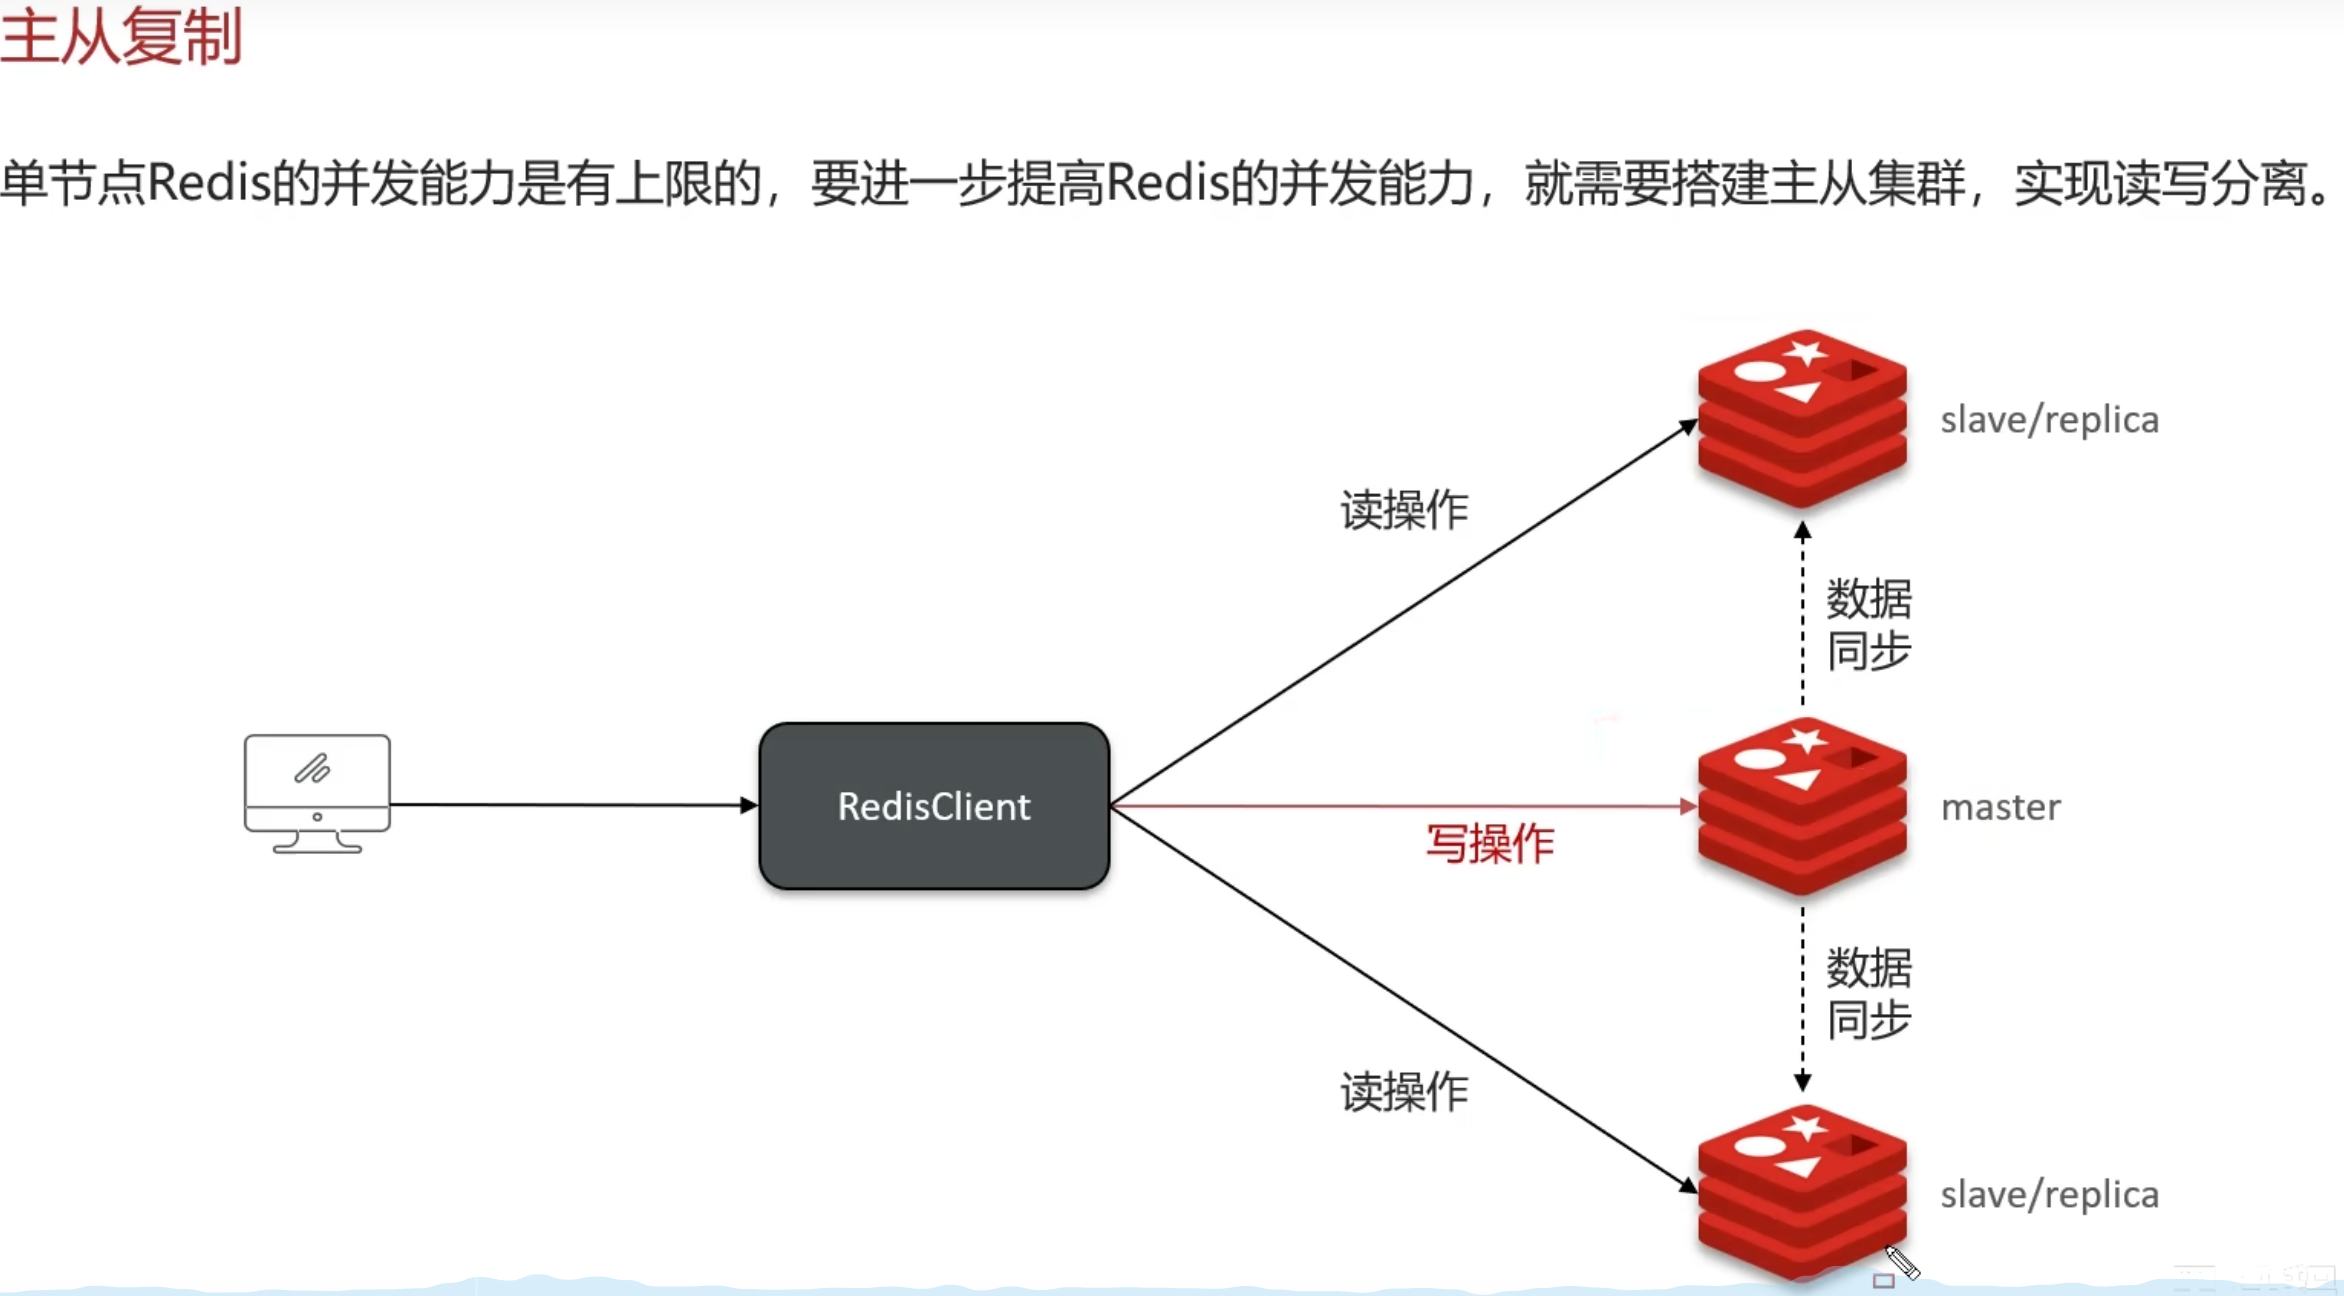 主从复制
单节点Redis的并发能力是有上限的，要进一步提高Redis的并发能力，就需要搭建主从集群，实现读写分离。
slave/replica
读操作
数据
同步
RedisClient
master
写操作
数据
同步
读操作
slave/replica